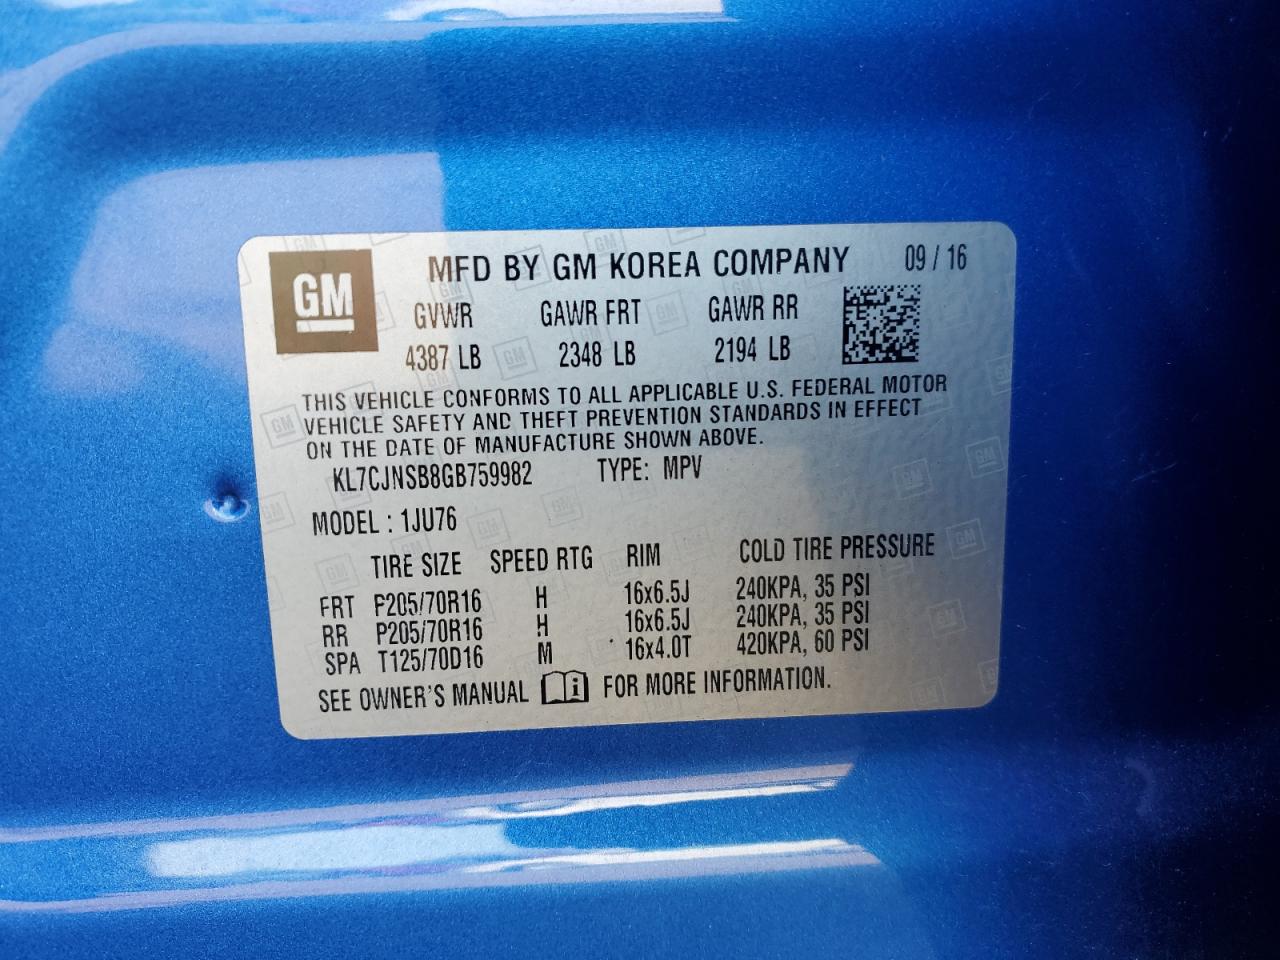 GM
MFD BY GM KOREA COMPANY 09 / 16
GVWR GAWR FRT GAWR RR
4387 LB 2348 LB 2194 LB
THIS VEHICLE CONFORMS TO ALL APPLICABLE U.S. FEDERAL MOTOR
VEHICLE SAFETY AND THEFT PREVENTION STANDARDS IN EFFECT
ON THE DATE OF MANUFACTURE SHOWN ABOVE.
KL7CJNSB8GB759982 TYPE: MPV
MODEL : 1JU76
TIRE SIZE SPEED RTG RIM COLD TIRE PRESSURE
FRT P205/70R16 H 16x6.5J 240KPA, 35 PSI
RR P205/70R16 H 16x6.5J 240KPA, 35 PSI
SPA T125/70D16 M 16x4.0T 420KPA, 60 PSI
SEE OWNER'S MANUAL FOR MORE INFORMATION.